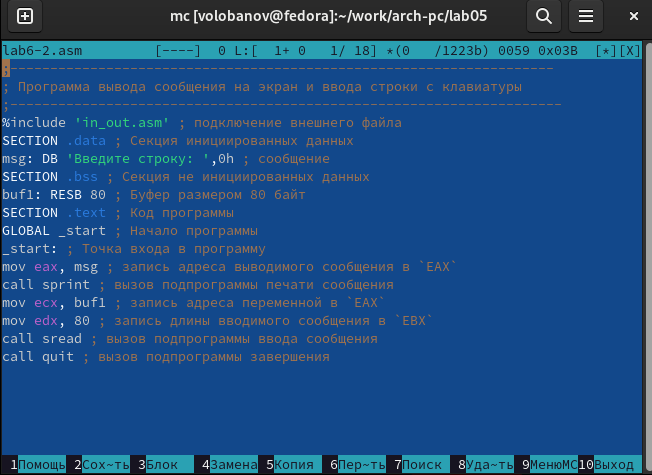 mc [volobanov@fedora]:~/work/arch-pc/lab05
lab6-2.asm [----] 0 L:[ 1+ 0 1/ 18] *(0 /1223b) 0059 0x03B [*][X]
;--------------------------------------------------------------------
; Программа вывода сообщения на экран и ввода строки с клавиатуры
;---------------------------------------------------------------------
%include 'in_out.asm' ; подключение внешнего файла
SECTION .data ; Секция инициированных данных
msg: DB 'Введите строку: ',0h ; сообщение
SECTION .bss ; Секция не инициированных данных
buf1: RESB 80 ; Буфер размером 80 байт
SECTION .text ; Код программы
GLOBAL _start ; Начало программы
_start: ; Точка входа в программу
mov eax, msg ; запись адреса выводимого сообщения в `EAX`
call sprint ; вызов подпрограммы печати сообщения
mov ecx, buf1 ; запись адреса переменной в `EAX`
mov edx, 80 ; запись длины вводимого сообщения в `EBX`
call sread ; вызов подпрограммы ввода сообщения
call quit ; вызов подпрограммы завершения
1Помощь 2Сох~ть 3Блок 4Замена 5Копия 6Пер~ть 7Поиск 8Уда~ть 9МенюMC 10Выход